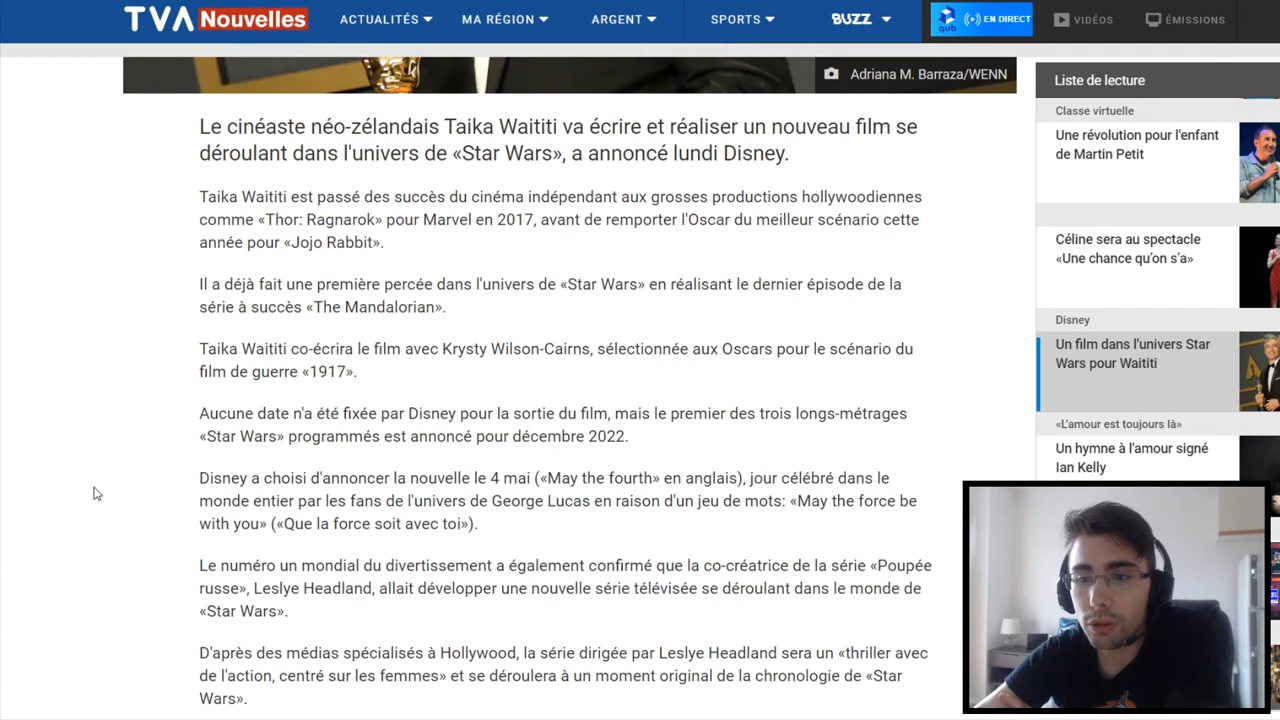 TVA Nouvelles
ACTUALITÉS
MA RÉGION
ARGENT
SPORTS
BUZZ
qub
EN DIRECT
VIDÉOS
ÉMISSIONS
Adriana M. Barraza/WENN
Le cinéaste néo-zélandais Taika Waititi va écrire et réaliser un nouveau film se
déroulant dans l'univers de «Star Wars», a annoncé lundi Disney.
Taika Waititi est passé des succès du cinéma indépendant aux grosses productions hollywoodiennes
comme «Thor: Ragnarok» pour Marvel en 2017, avant de remporter l'Oscar du meilleur scénario cette
année pour «Jojo Rabbit».
Il a déjà fait une première percée dans l'univers de «Star Wars» en réalisant le dernier épisode de la
série à succès «The Mandalorian».
Taika Waititi co-écrira le film avec Krysty Wilson-Cairns, sélectionnée aux Oscars pour le scénario du
film de guerre «1917».
Aucune date n'a été fixée par Disney pour la sortie du film, mais le premier des trois longs-métrages
«Star Wars» programmés est annoncé pour décembre 2022.
Disney a choisi d'annoncer la nouvelle le 4 mai («May the fourth» en anglais), jour célébré dans le
monde entier par les fans de l'univers de George Lucas en raison d'un jeu de mots: «May the force be
with you» («Que la force soit avec toi»).
Le numéro un mondial du divertissement a également confirmé que la co-créatrice de la série «Poupée
russe», Leslye Headland, allait développer une nouvelle série télévisée se déroulant dans le monde de
«Star Wars».
D'après des médias spécialisés à Hollywood, la série dirigée par Leslye Headland sera un «thriller avec
de l'action, centré sur les femmes» et se déroulera à un moment original de la chronologie de «Star
Wars».
Liste de lecture
Classe virtuelle
Une révolution pour l'enfant
de Martin Petit
Céline sera au spectacle
«Une chance qu'on s'a»
Disney
Un film dans l'univers Star
Wars pour Waititi
«L'amour est toujours là»
Un hymne à l'amour signé
Ian Kelly